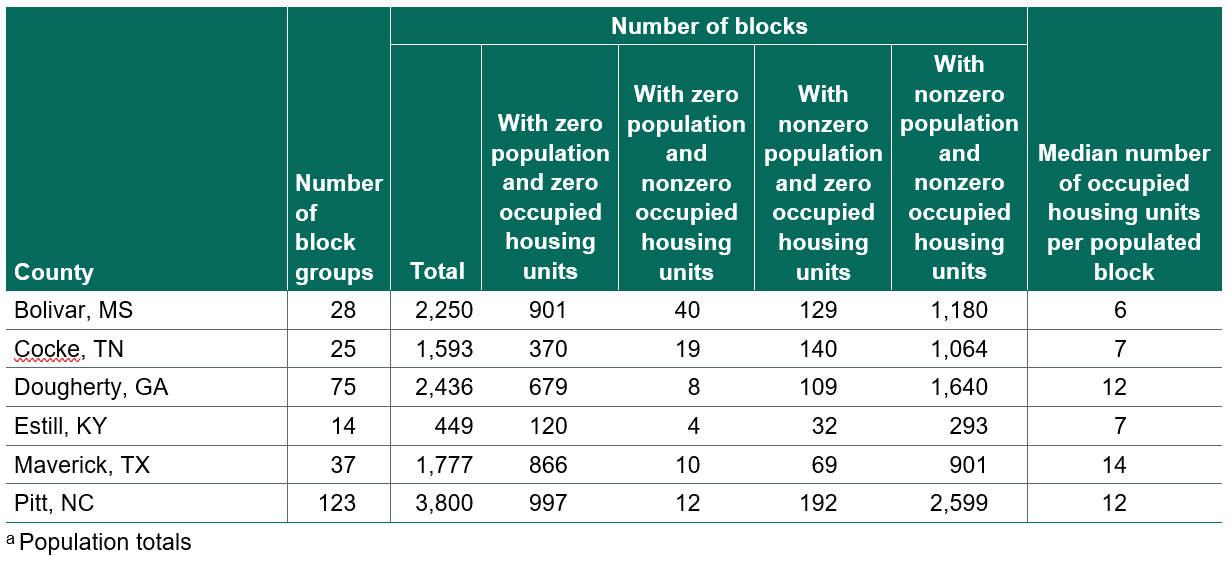 Number of blocks
County
Number of block groups
Total
With zero population and zero occupied housing units
With zero population and nonzero occupied housing units
With nonzero population and zero occupied housing units
With nonzero population and nonzero occupied housing units
Median number of occupied housing units per populated block
Bolivar, MS 28 2,250 901 40 129 1,180 6
Cocke, TN 25 1,593 370 19 140 1,064 7
Dougherty, GA 75 2,436 679 8 109 1,640 12
Estill, KY 14 449 120 4 32 293 7
Maverick, TX 37 1,777 866 10 69 901 14
Pitt, NC 123 3,800 997 12 192 2,599 12
a Population totals